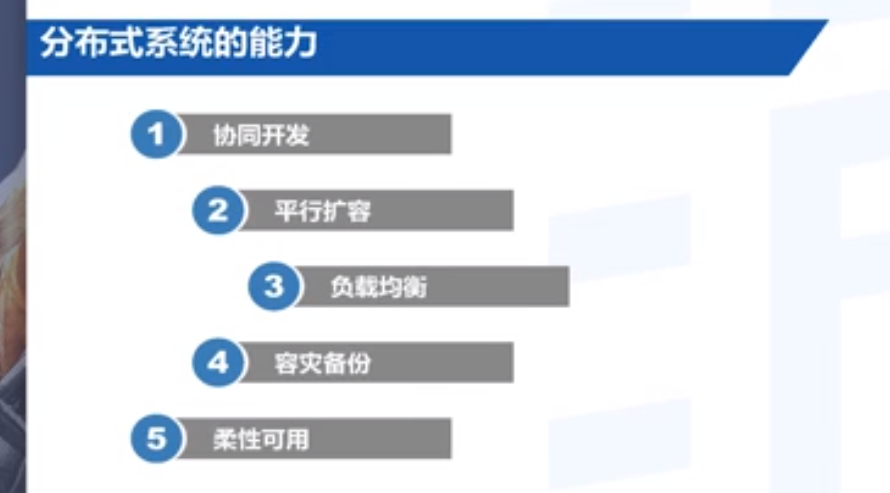 分布式系统的能力
1 协同开发
2 平行扩容
3 负载均衡
4 容灾备份
5 柔性可用